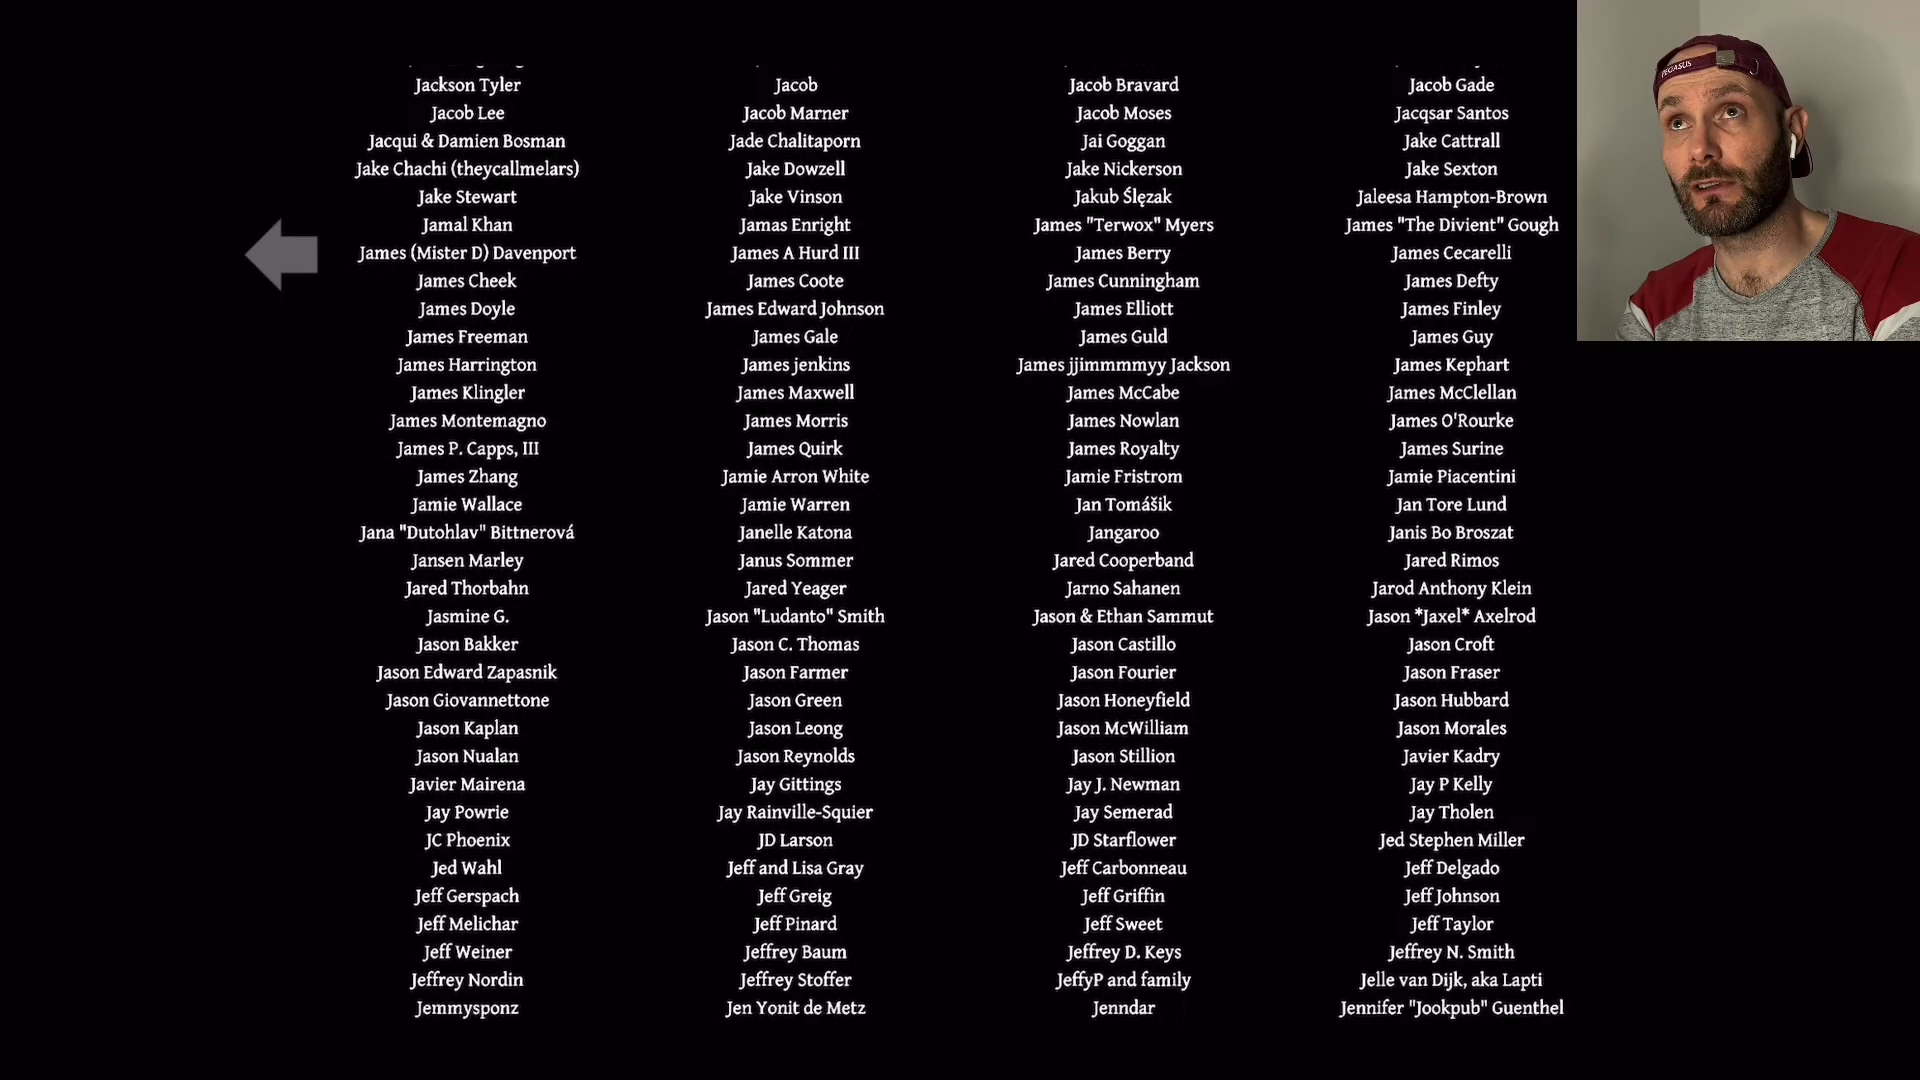 Jackson Tyler Jacob Jacob Bravard Jacob Gade
Jacob Lee Jacob Marner Jacob Moses Jacqsar Santos
Jacqui & Damien Bosman Jade Chalitaporn Jai Goggan Jake Cattrall
Jake Chachi (theycallmelars) Jake Dowzell Jake Nickerson Jake Sexton
Jake Stewart Jake Vinson Jakub Ślęzak Jaleesa Hampton-Brown
Jamal Khan Jamas Enright James "Terwox" Myers James "The Divient" Gough
James (Mister D) Davenport James A Hurd III James Berry James Cecarelli
James Cheek James Coote James Cunningham James Defty
James Doyle James Edward Johnson James Elliott James Finley
James Freeman James Gale James Guld James Guy
James Harrington James jenkins James jjimmmmyy Jackson James Kephart
James Klingler James Maxwell James McCabe James McClellan
James Montemagno James Morris James Nowlan James O'Rourke
James P. Capps, III James Quirk James Royalty James Surine
James Zhang Jamie Arron White Jamie Fristrom Jamie Piacentini
Jamie Wallace Jamie Warren Jan Tomášik Jan Tore Lund
Jana "Dutohlav" Bittnerová Janelle Katona Jangaroo Janis Bo Broszat
Jansen Marley Janus Sommer Jared Cooperband Jared Rimos
Jared Thorbahn Jared Yeager Jarno Sahanen Jarod Anthony Klein
Jasmine G. Jason "Ludanto" Smith Jason & Ethan Sammut Jason *Jaxel* Axelrod
Jason Bakker Jason C. Thomas Jason Castillo Jason Croft
Jason Edward Zapasnik Jason Farmer Jason Fourier Jason Fraser
Jason Giovannettone Jason Green Jason Honeyfield Jason Hubbard
Jason Kaplan Jason Leong Jason McWilliam Jason Morales
Jason Nualan Jason Reynolds Jason Stillion Javier Kadry
Javier Mairena Jay Gittings Jay J. Newman Jay P Kelly
Jay Powrie Jay Rainville-Squier Jay Semerad Jay Tholen
JC Phoenix JD Larson JD Starflower Jed Stephen Miller
Jed Wahl Jeff and Lisa Gray Jeff Carbonneau Jeff Delgado
Jeff Gerspach Jeff Greig Jeff Griffin Jeff Johnson
Jeff Melichar Jeff Pinard Jeff Sweet Jeff Taylor
Jeff Weiner Jeffrey Baum Jeffrey D. Keys Jeffrey N. Smith
Jeffrey Nordin Jeffrey Stoffer JeffyP and family Jelle van Dijk, aka Lapti
Jemmysponz Jen Yonit de Metz Jenndar Jennifer "Jookpub" Guenthel
PEGASUS